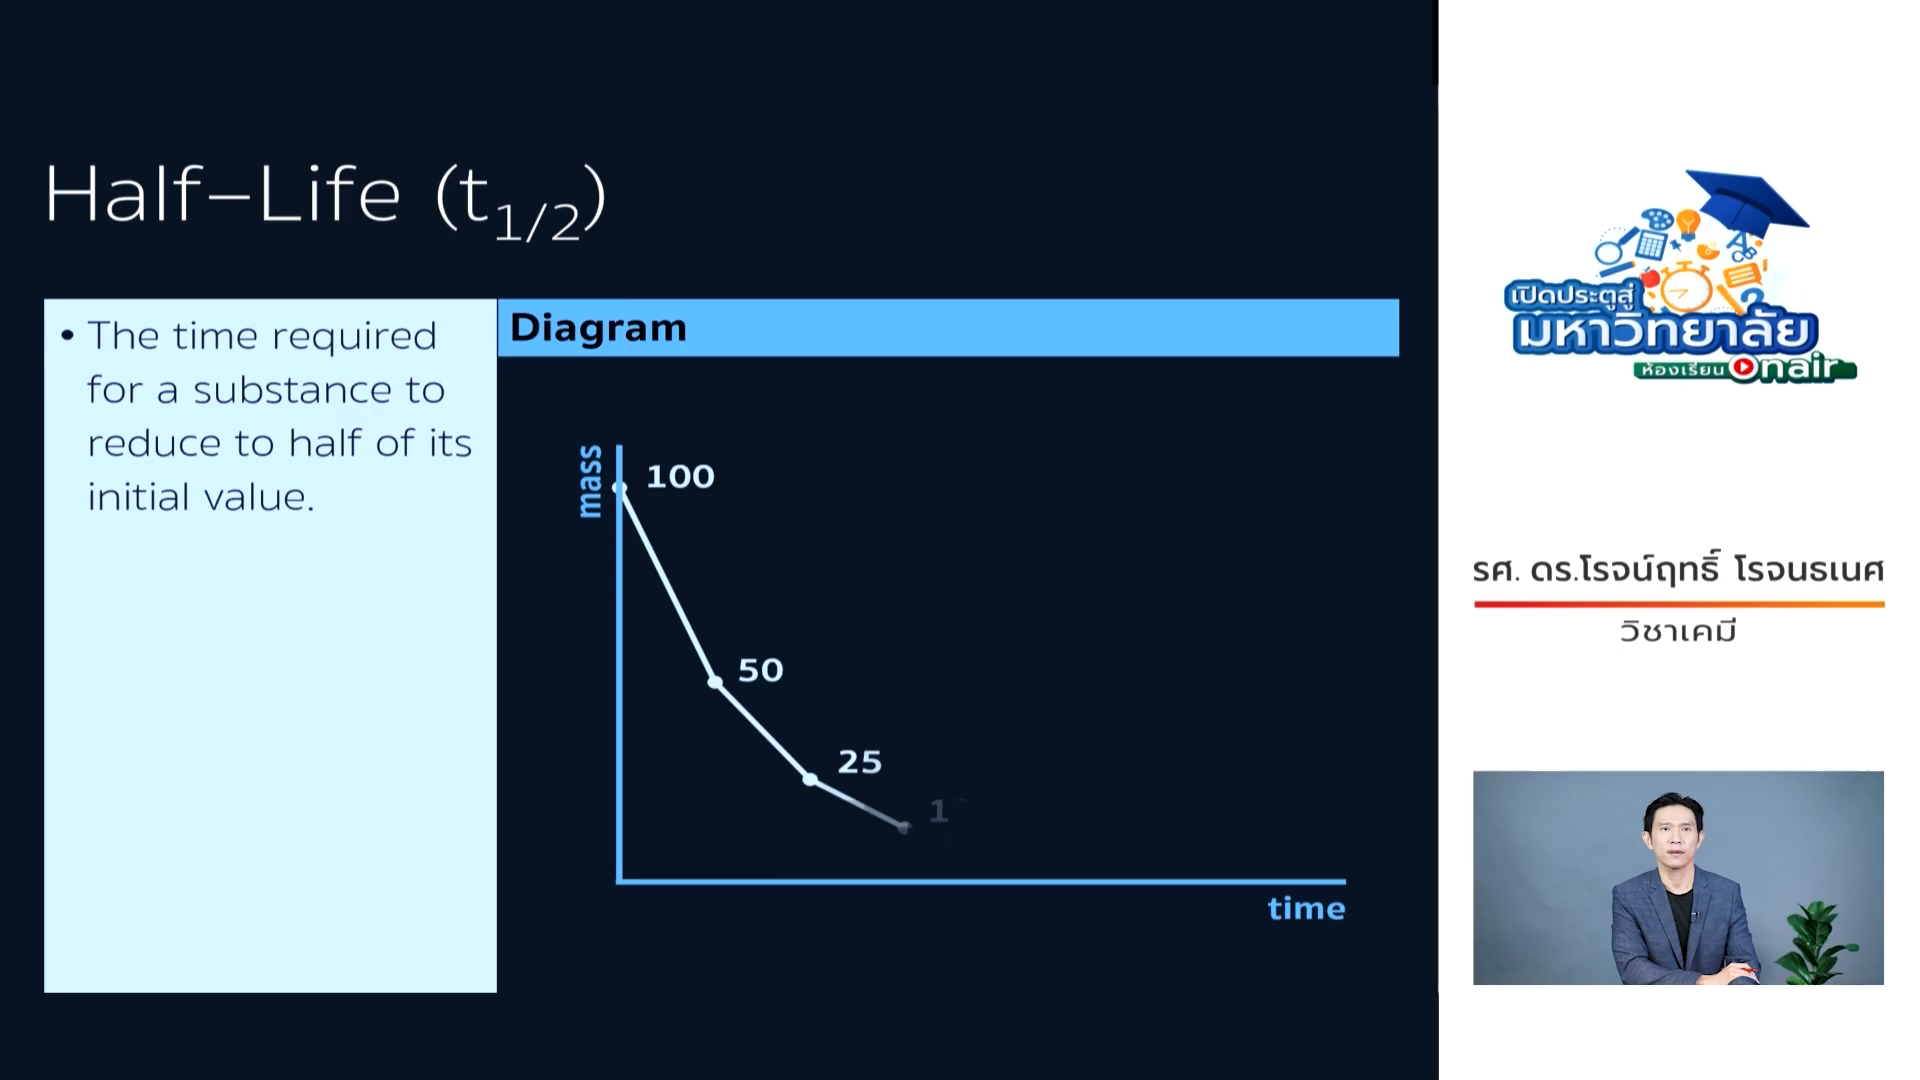 Half–Life (t1/2)
• The time required
for a substance to
reduce to half of its
initial value.
Diagram
mass
100
50
25
1
time
เปิดประตูสู่
มหาวิทยาลัย
ห้องเรียน Onair
รศ. ดร.โรจน์ฤทธิ์ โรจนธเนศ
วิชาเคมี